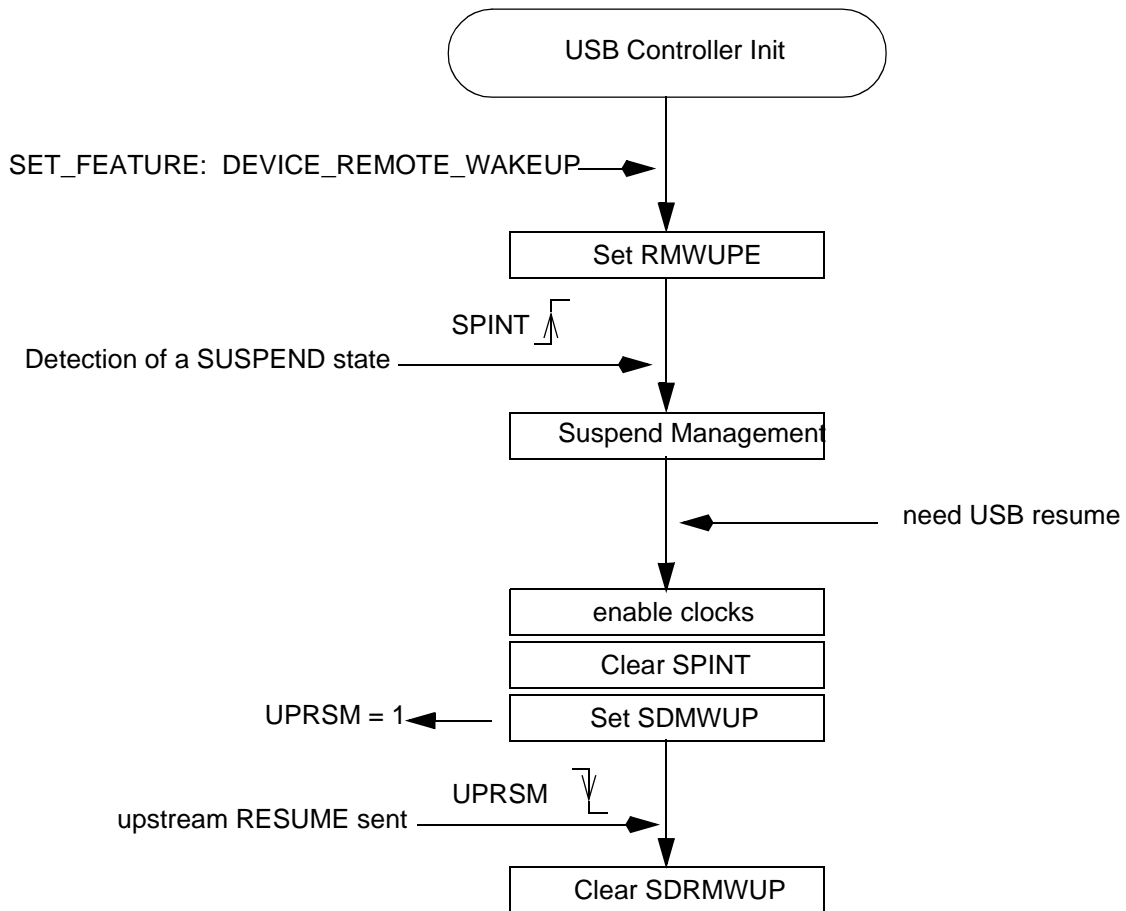 USB Controller Init
SET_FEATURE: DEVICE_REMOTE_WAKEUP
Set RMWUPE
SPINT
Detection of a SUSPEND state
Suspend Management
need USB resume
enable clocks
Clear SPINT
UPRSM = 1
Set SDMWUP
UPRSM
upstream RESUME sent
Clear SDRMWUP